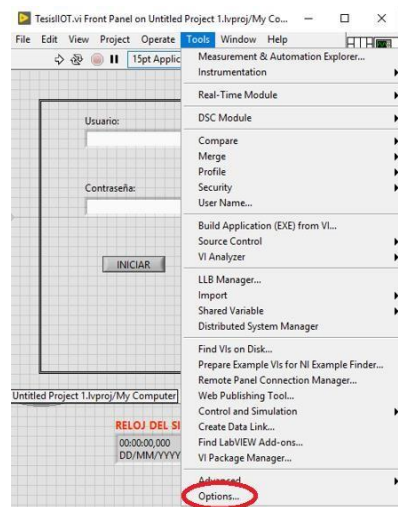 TesisIIOT.vi Front Panel on Untitled Project 1.lvproj/My Co...
File Edit View Project Operate Tools Window Help
15pt Applic
Measurement & Automation Explorer...
Instrumentation
Real-Time Module
DSC Module
Compare
Merge
Profile
Security
User Name...
Build Application (EXE) from VI...
Source Control
VI Analyzer
LLB Manager...
Import
Shared Variable
Distributed System Manager
Find VIs on Disk...
Prepare Example VIs for NI Example Finder...
Remote Panel Connection Manager...
Web Publishing Tool...
Control and Simulation
Create Data Link...
Find LabVIEW Add-ons...
VI Package Manager...
Advanced
Options...
Usuario:
Contraseña:
INICIAR
Untitled Project 1.lvproj/My Computer
RELOJ DEL SI
00:00:00,000
DD/MM/YYYY